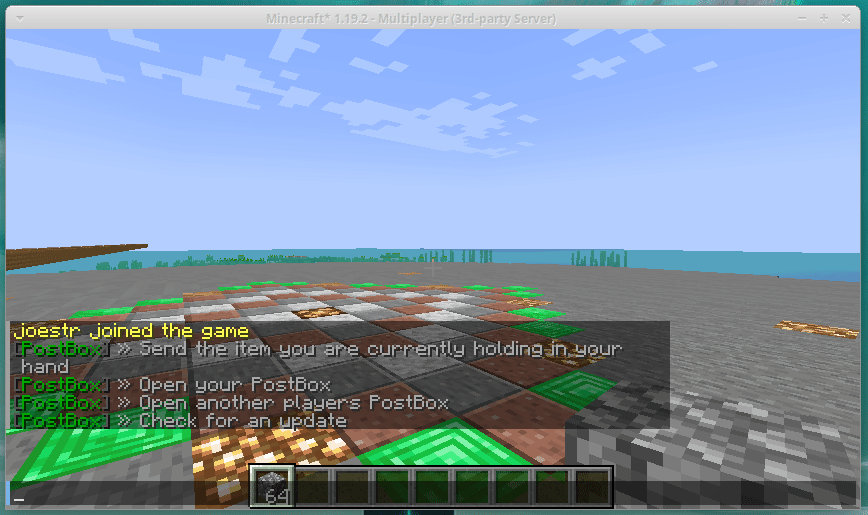 Minecraft* 1.19.2 - Multiplayer (3rd-party Server)
joestr joined the game
[PostBox] » Send the item you are currently holding in your
hand
[PostBox] » Open your PostBox
[PostBox] » Open another players PostBox
[PostBox] » Check for an update
64
_